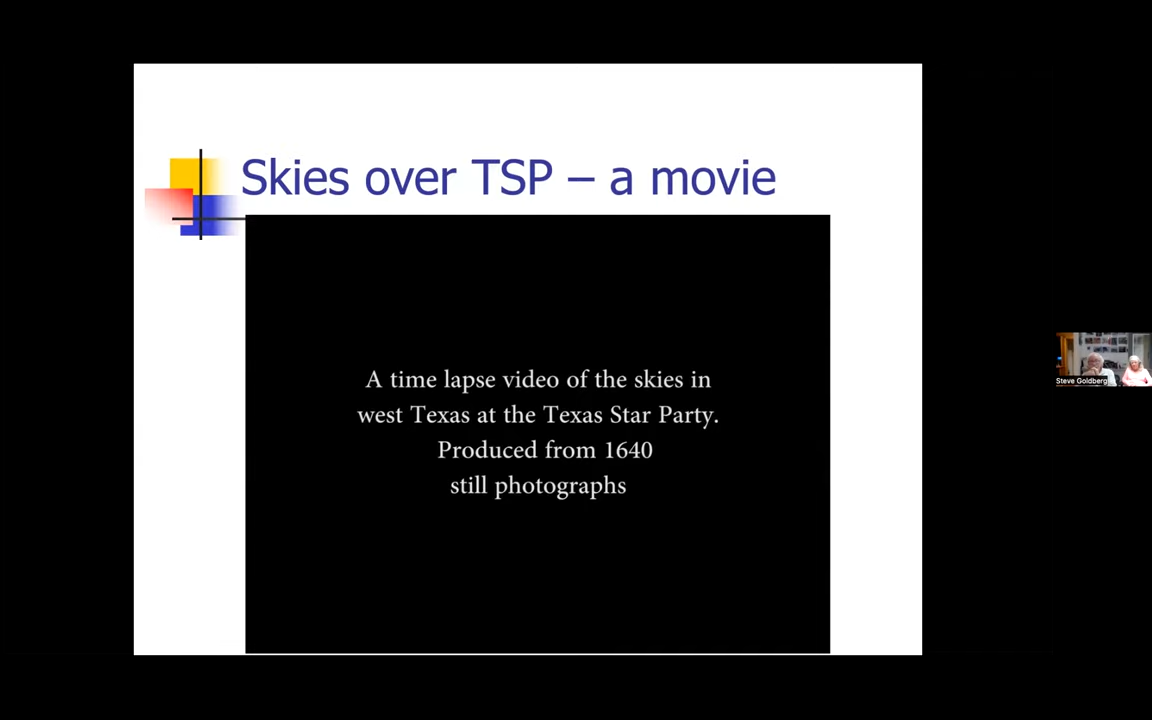 Skies over TSP – a movie
A time lapse video of the skies in
west Texas at the Texas Star Party.
Produced from 1640
still photographs
Steve Goldberg